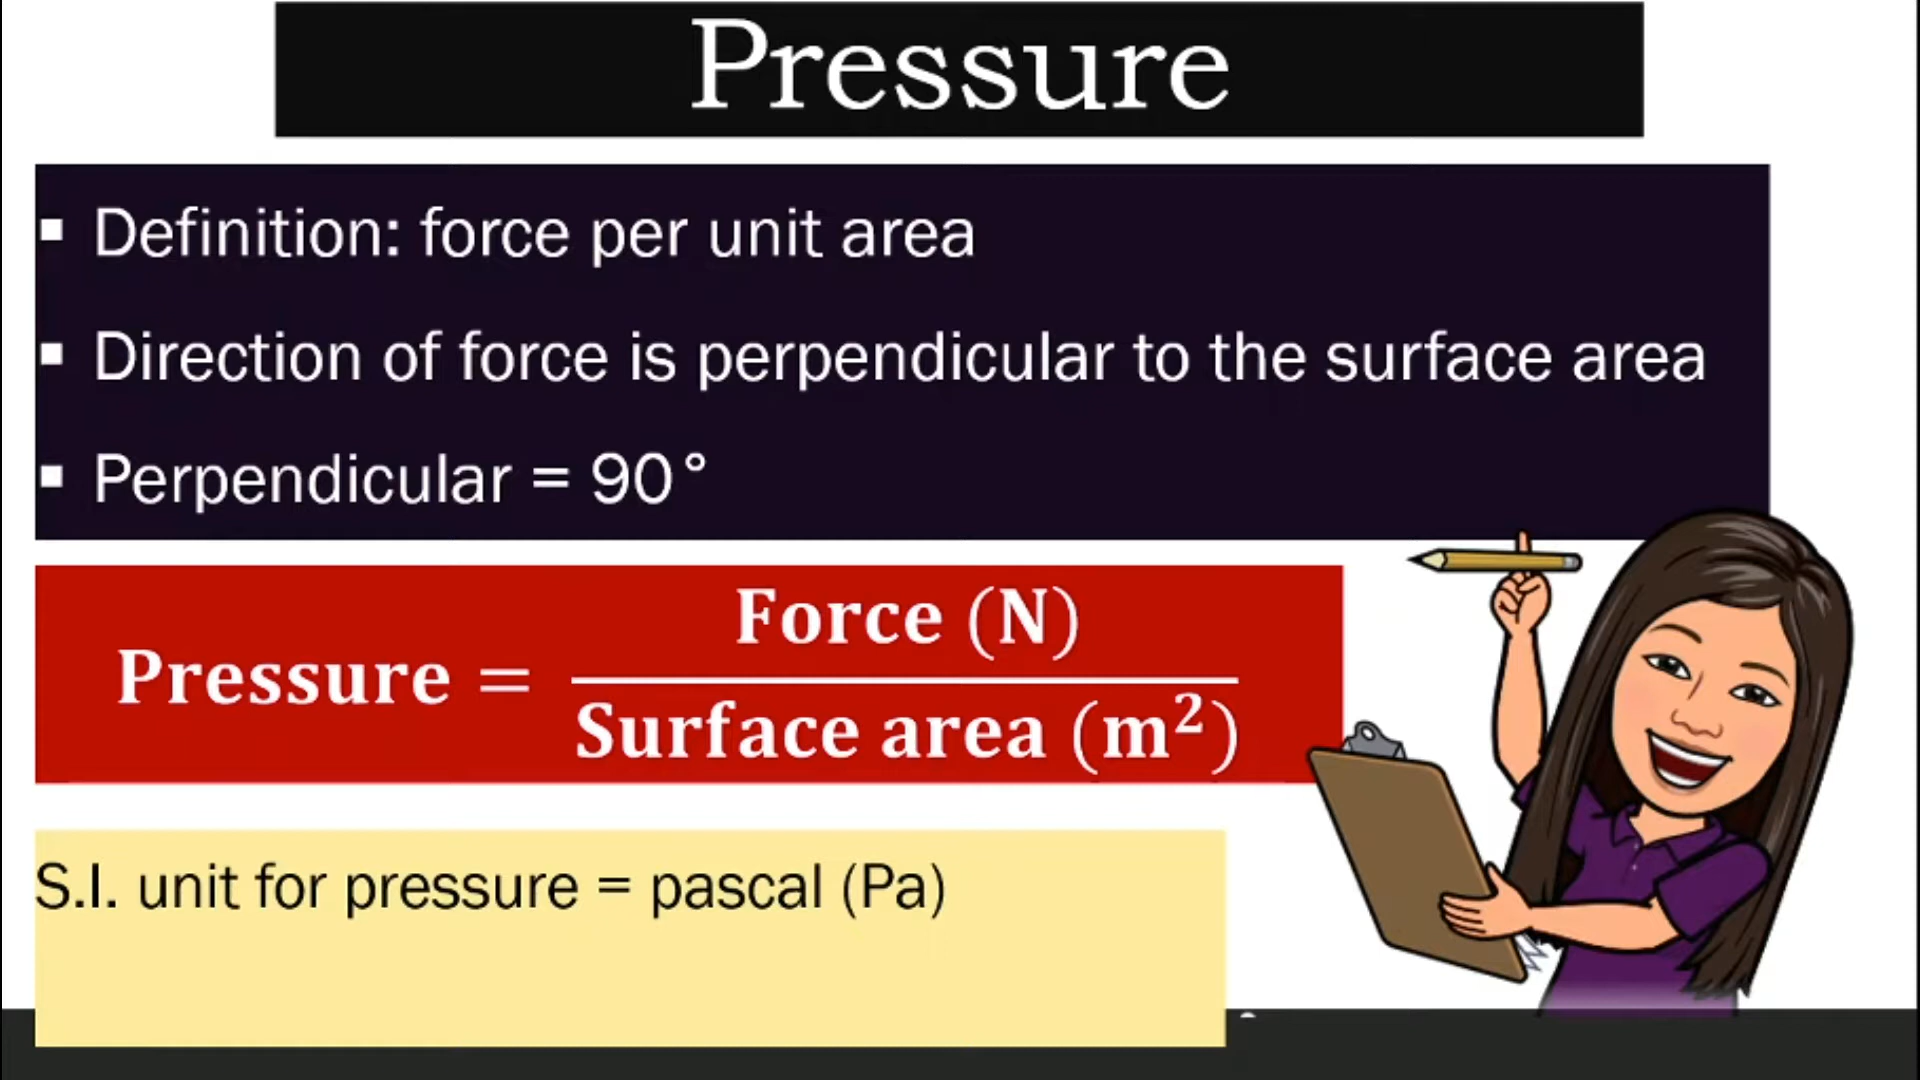 Pressure
▪ Definition: force per unit area
▪ Direction of force is perpendicular to the surface area
▪ Perpendicular = 90°
Pressure = Force (N) / Surface area (m²)
S.I. unit for pressure = pascal (Pa)